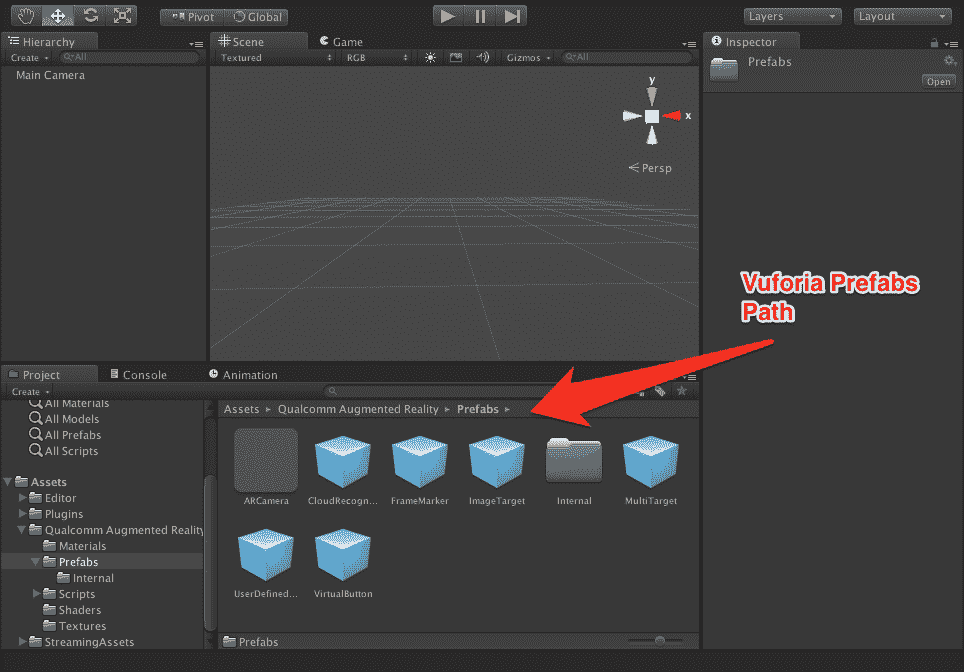 Pivot Global Layers Layout
Hierarchy
Create All
Main Camera
Scene Game
Textured RGB Gizmos All
y
x
Persp
Inspector
Prefabs
Open
Vuforia Prefabs
Path
Project Console Animation
Create
All Materials
All Models
All Prefabs
All Scripts
Assets
Editor
Plugins
Qualcomm Augmented Reality
Materials
Prefabs
Internal
Scripts
Shaders
Textures
StreamingAssets
Assets Qualcomm Augmented Reality Prefabs
ARCamera CloudRecogn... FrameMarker ImageTarget Internal MultiTarget
UserDefined... VirtualButton
Prefabs